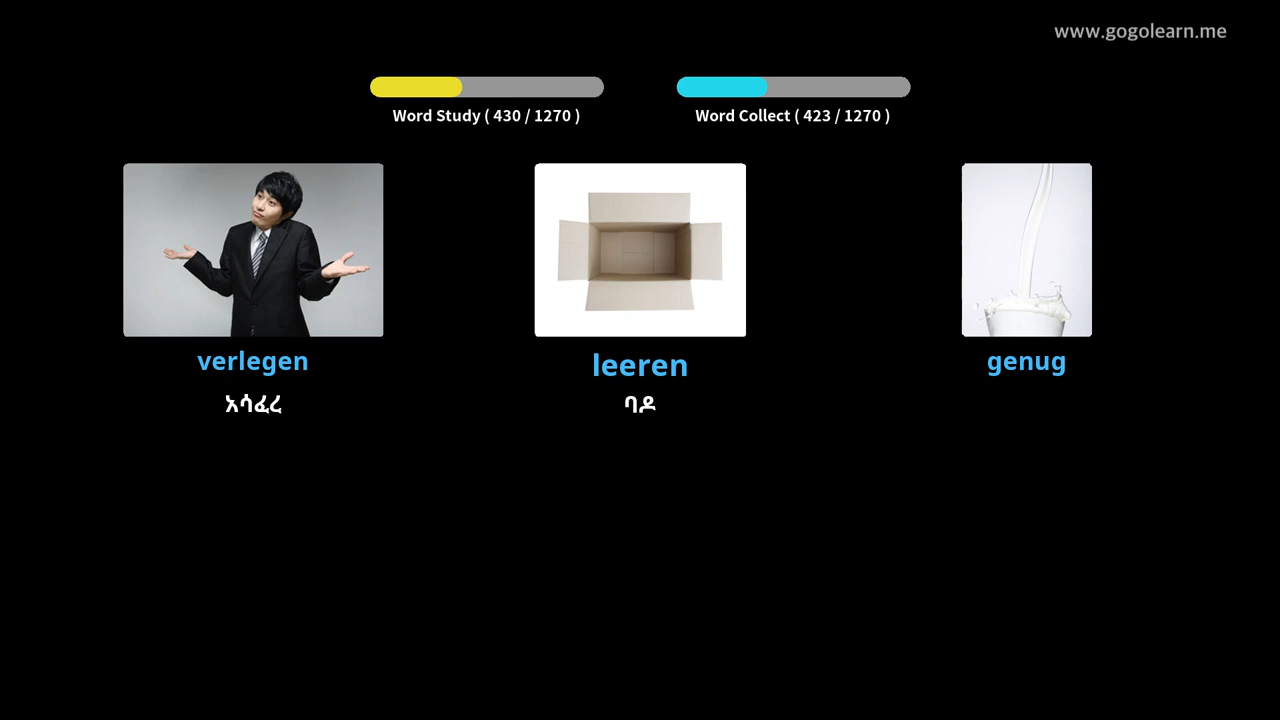 www.gogolearn.me
Word Study ( 430 / 1270 )
Word Collect ( 423 / 1270 )
verlegen
አሳፈረ
leeren
ባዶ
genug